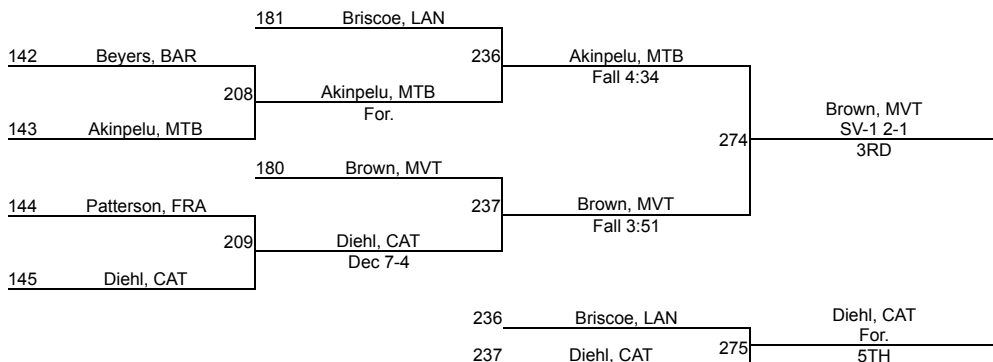 181 Briscoe, LAN
142 Beyers, BAR 236 Akinpelu, MTB
Fall 4:34
208 Akinpelu, MTB
For.
Brown, MVT
SV-1 2-1
3RD
143 Akinpelu, MTB
274
180 Brown, MVT
144 Patterson, FRA 237 Brown, MVT
Fall 3:51
209 Diehl, CAT
Dec 7-4
145 Diehl, CAT
236 Briscoe, LAN
Diehl, CAT
For.
5TH
237 Diehl, CAT 275